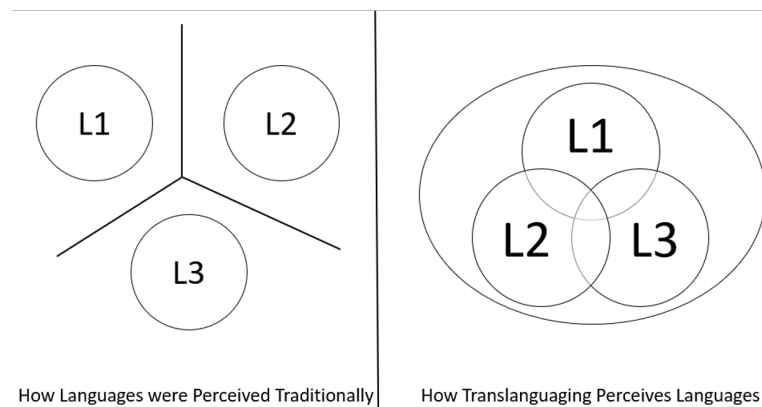 L1
L2
L3
How Languages were Perceived Traditionally
L1
L2
L3
How Translanguaging Perceives Languages